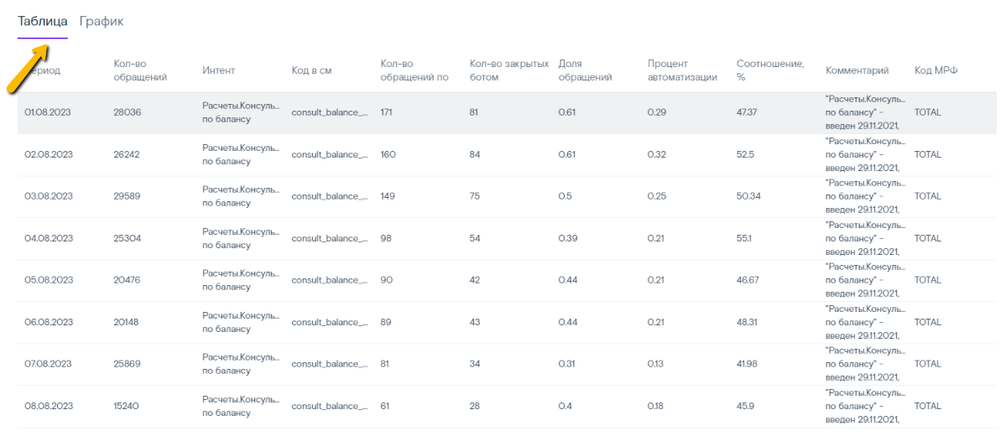 Таблица График
Период Кол-во обращений Интент Код в см Кол-во обращений по Кол-во закрытых ботом Доля обращений Процент автоматизации Соотношение, % Комментарий Код МРФ
01.08.2023 28036 Расчеты.Консуль... по балансу consult_balance_... 171 81 0.61 0.29 47.37 "Расчеты.Консуль... по балансу" - введен 29.11.2021, TOTAL
02.08.2023 26242 Расчеты.Консуль... по балансу consult_balance_... 160 84 0.61 0.32 52.5 "Расчеты.Консуль... по балансу" - введен 29.11.2021, TOTAL
03.08.2023 29589 Расчеты.Консуль... по балансу consult_balance_... 149 75 0.5 0.25 50.34 "Расчеты.Консуль... по балансу" - введен 29.11.2021, TOTAL
04.08.2023 25304 Расчеты.Консуль... по балансу consult_balance_... 98 54 0.39 0.21 55.1 "Расчеты.Консуль... по балансу" - введен 29.11.2021, TOTAL
05.08.2023 20476 Расчеты.Консуль... по балансу consult_balance_... 90 42 0.44 0.21 46.67 "Расчеты.Консуль... по балансу" - введен 29.11.2021, TOTAL
06.08.2023 20148 Расчеты.Консуль... по балансу consult_balance_... 89 43 0.44 0.21 48.31 "Расчеты.Консуль... по балансу" - введен 29.11.2021, TOTAL
07.08.2023 25869 Расчеты.Консуль... по балансу consult_balance_... 81 34 0.31 0.13 41.98 "Расчеты.Консуль... по балансу" - введен 29.11.2021, TOTAL
08.08.2023 15240 Расчеты.Консуль... по балансу consult_balance_... 61 28 0.4 0.18 45.9 "Расчеты.Консуль... по балансу" - введен 29.11.2021, TOTAL